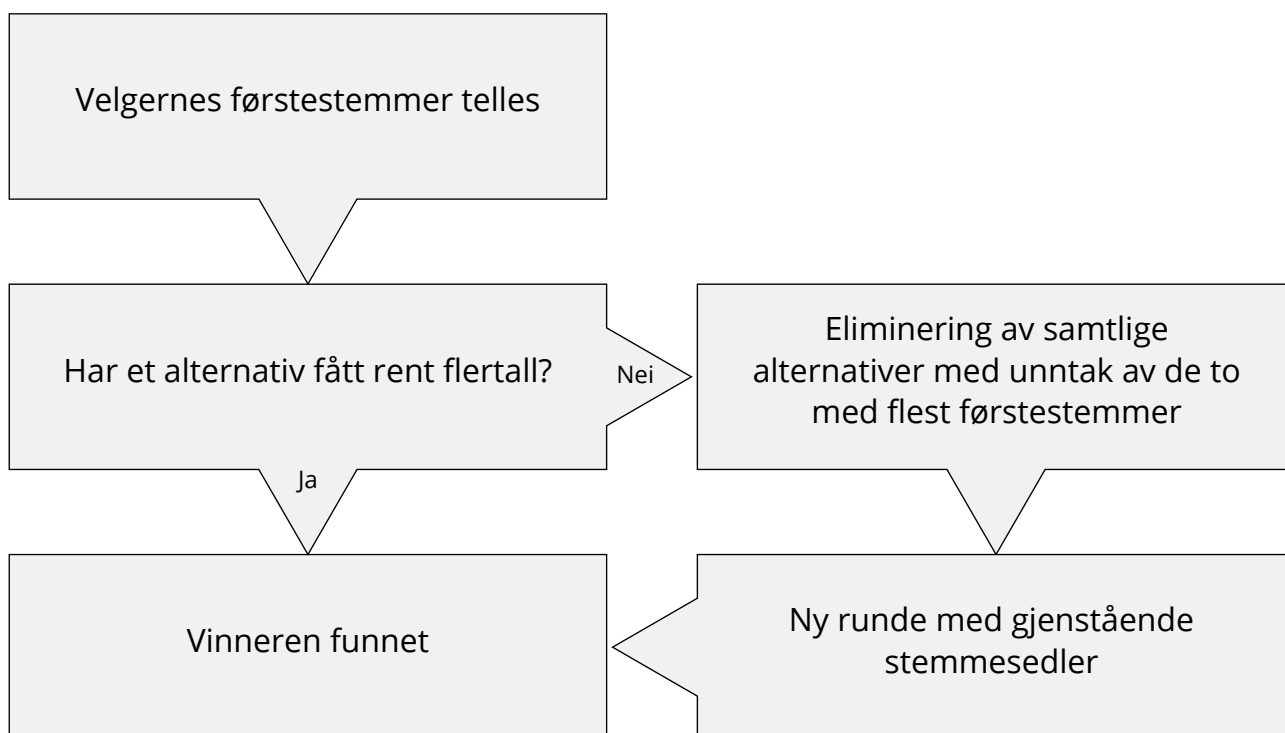 Velgernes førstestemmer telles
Har et alternativ fått rent flertall?
Nei
Eliminering av samtlige
alternativer med unntak av de to
med flest førstestemmer
Ja
Vinneren funnet
Ny runde med gjenstående
stemmesedler